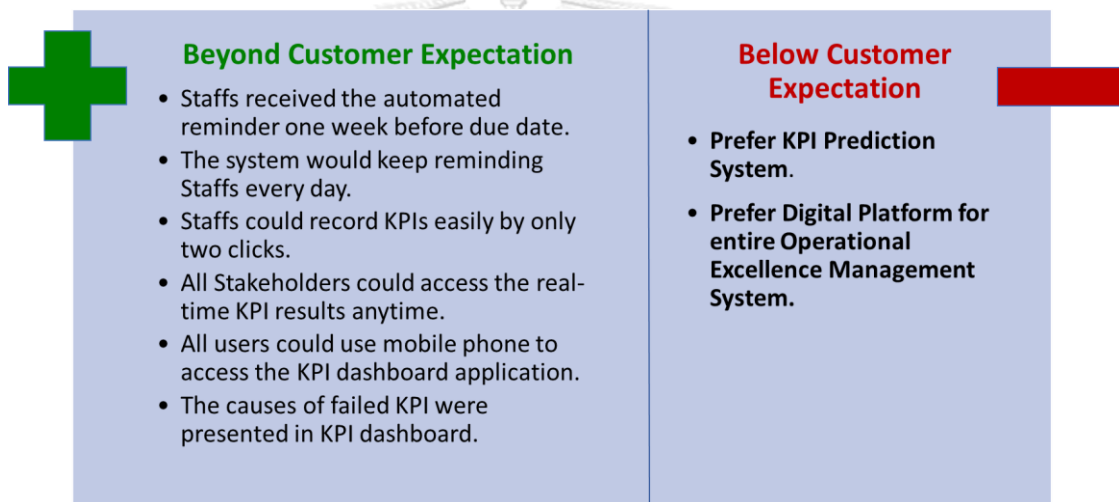 Beyond Customer Expectation
• Staffs received the automated
reminder one week before due date.
• The system would keep reminding
Staffs every day.
• Staffs could record KPIs easily by only
two clicks.
• All Stakeholders could access the real-
time KPI results anytime.
• All users could use mobile phone to
access the KPI dashboard application.
• The causes of failed KPI were
presented in KPI dashboard.
Below Customer
Expectation
• Prefer KPI Prediction
System.
• Prefer Digital Platform for
entire Operational
Excellence Management
System.